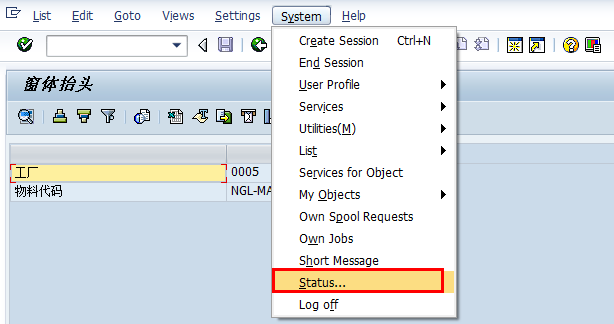 List Edit Goto Views Settings System Help
窗体抬头
Create Session Ctrl+N
End Session
User Profile
Services
Utilities(M)
List
Services for Object
My Objects
Own Spool Requests
Own Jobs
Short Message
Status...
Log off
工厂 0005
物料代码 NGL-MA